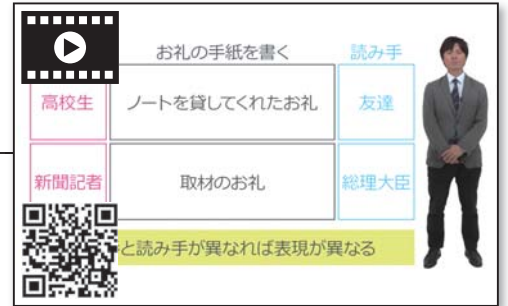 お礼の手紙を書く 読み手
高校生 ノートを貸してくれたお礼 友達
新聞記者 取材のお礼 総理大臣
と読み手が異なれば表現が異なる